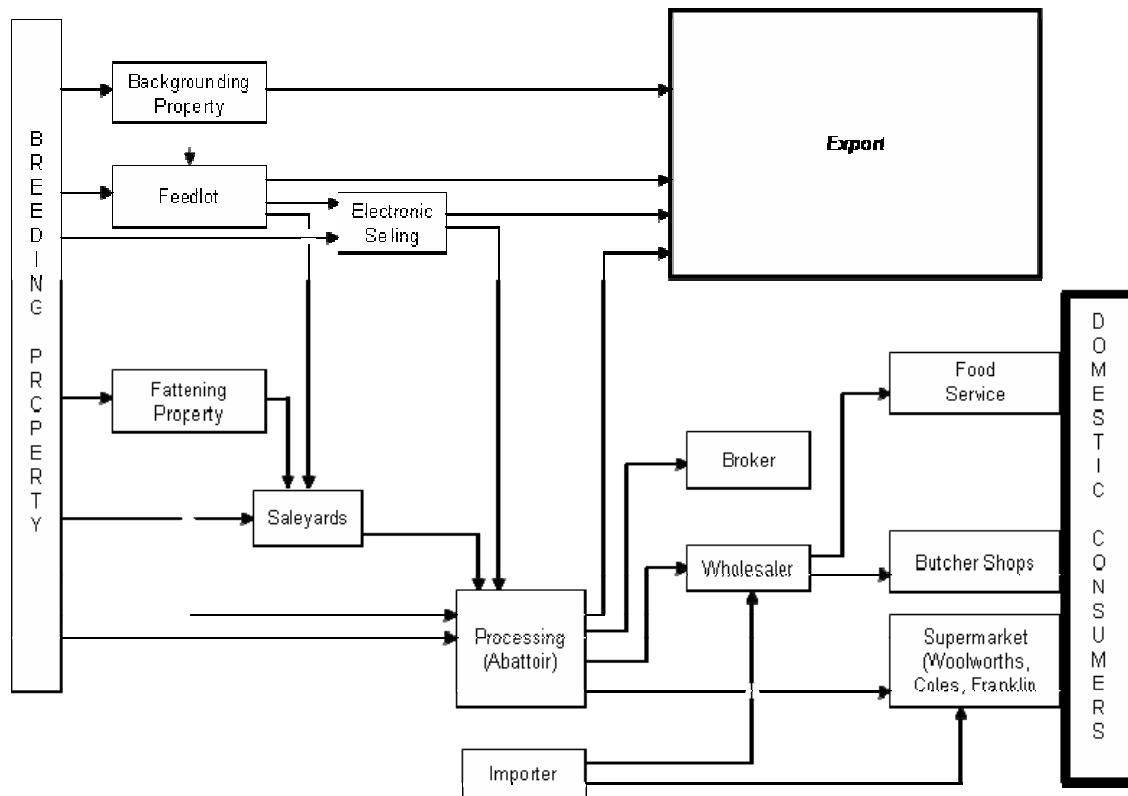 BREEDING PRCPERTY
Backgrounding
Property
Export
Feedlot
Electronic
Selling
DOMESTIC CONSUMERS
Fattening
Property
Food
Service
Broker
Saleyards
Wholesaler
Butcher Shops
Processing
(Abattoir)
Supermarket
(Woolworths,
Coles, Franklin
Importer